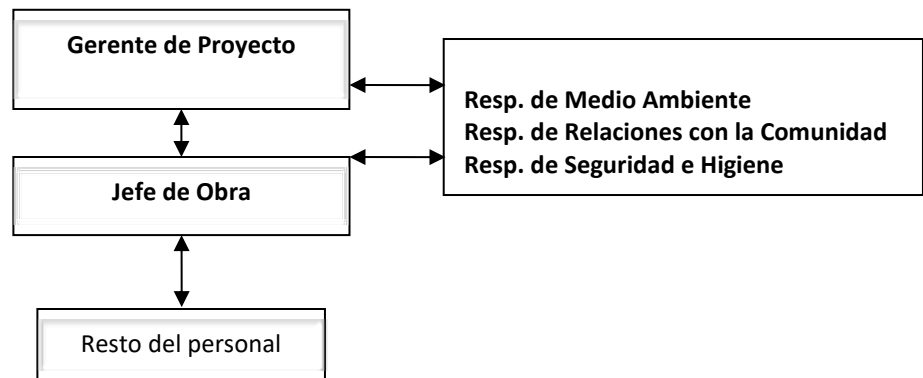 Gerente de Proyecto
Resp. de Medio Ambiente
Resp. de Relaciones con la Comunidad
Resp. de Seguridad e Higiene
Jefe de Obra
Resto del personal